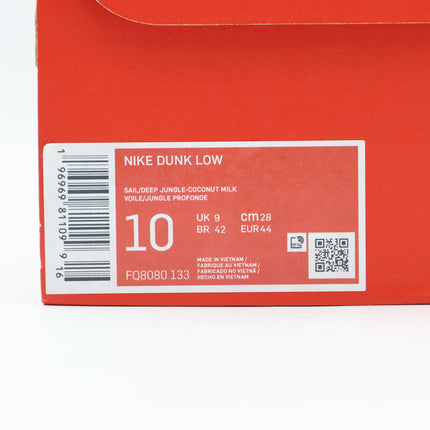 NIKE DUNK LOW
SAIL/DEEP JUNGLE-COCONUT MILK
VOILE/JUNGLE PROFONDE
10
UK 9 cm 28
BR 42 EUR 44
MADE IN VIETNAM /
FABRIQUE AU VIETNAM /
FABRICADO NO VIETNÃ /
HECHO EN VIETNAM
FQ8080 133
1 96969 81109 9 16